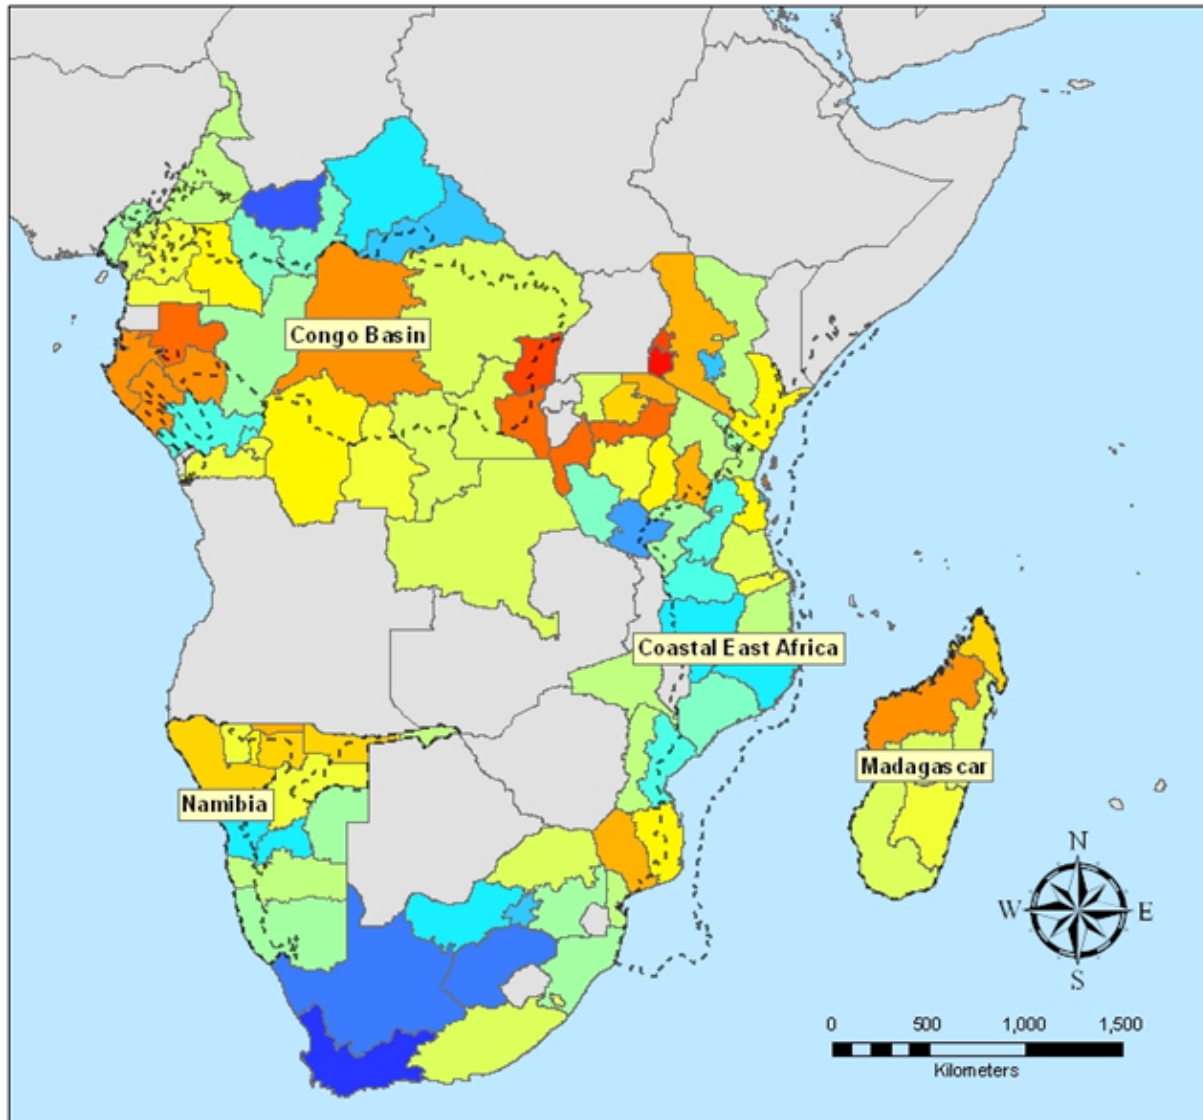 Congo Basin
Coastal East Africa
Madagascar
Namibia
N
W E
S
0 500 1,000 1,500
Kilometers